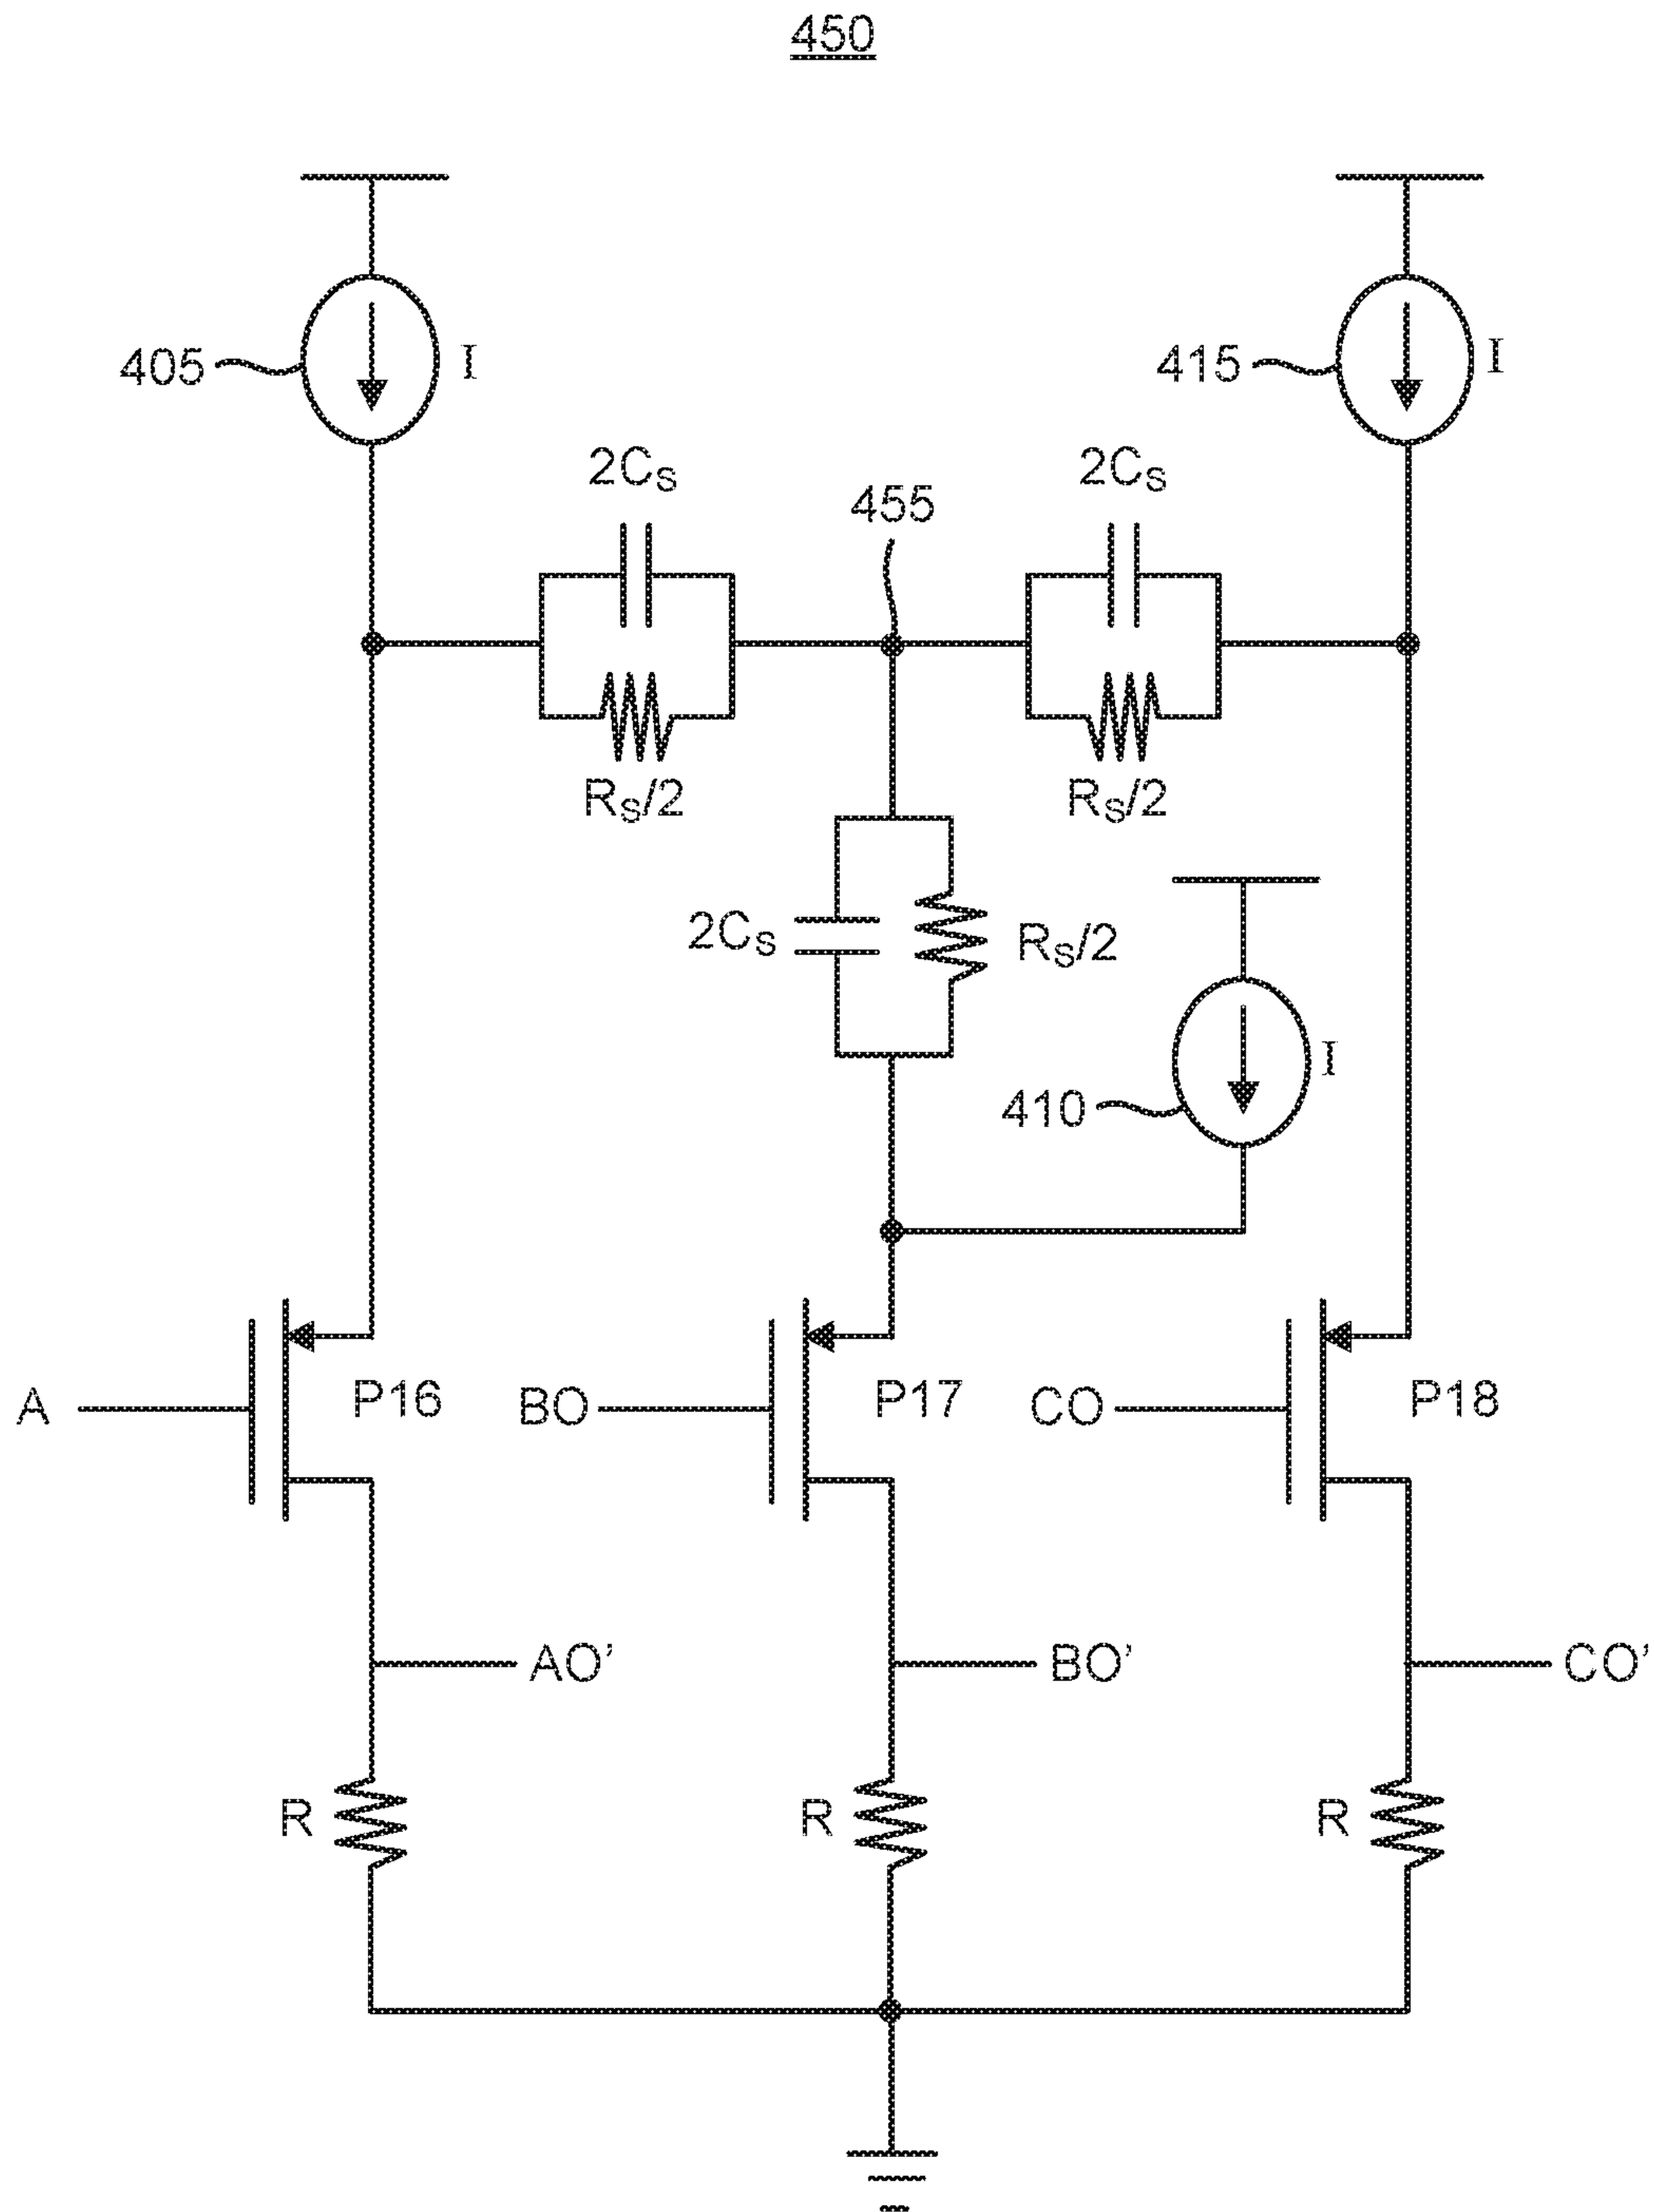 450
405
I
415
I
2CS
455
2CS
RS/2
RS/2
2CS
RS/2
410
I
A
P16
BO
P17
CO
P18
AO'
BO'
CO'
R
R
R